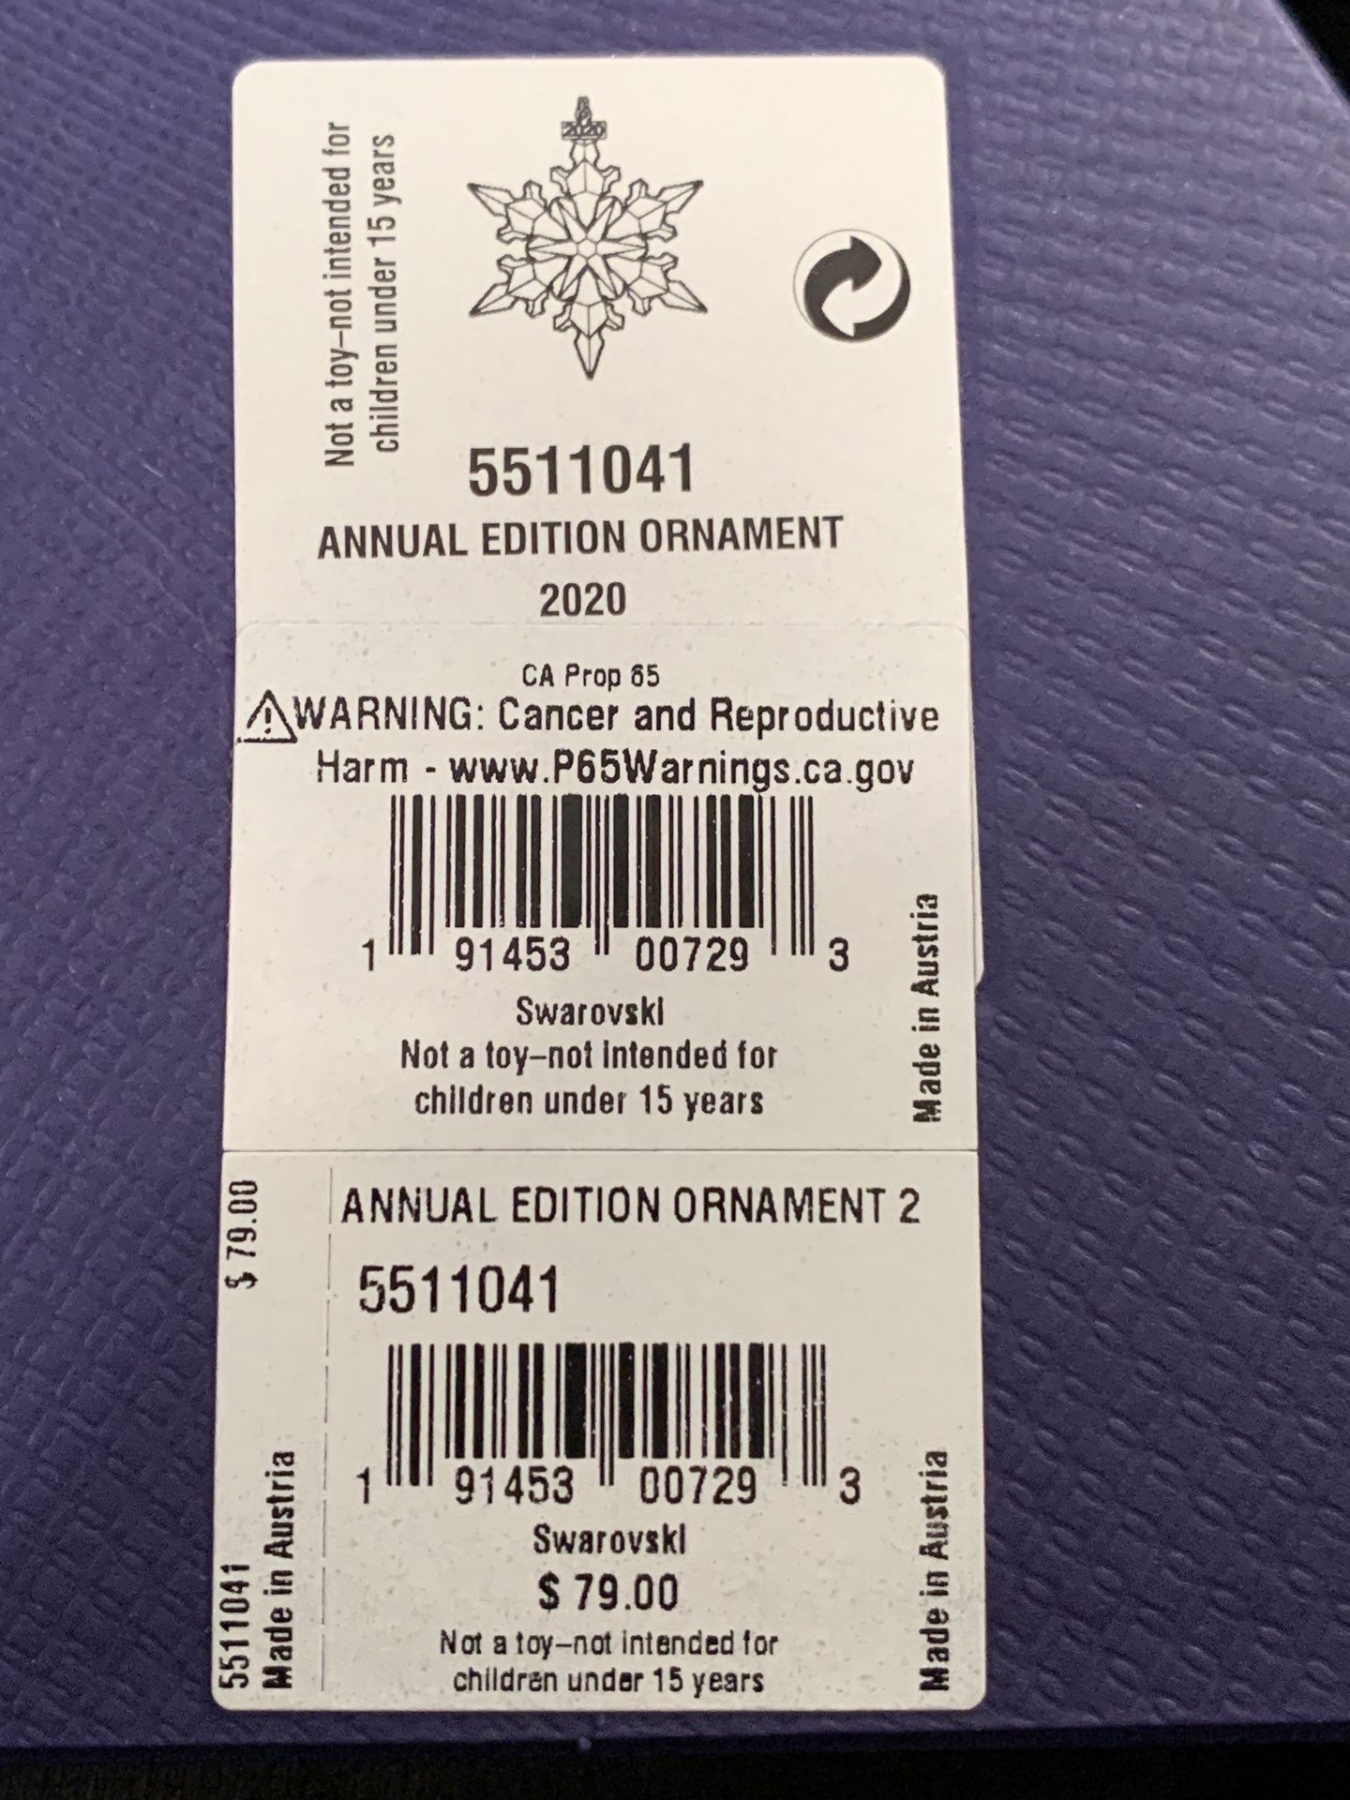 Not a toy–not intended for
children under 15 years
2020
5511041
ANNUAL EDITION ORNAMENT
2020
CA Prop 65
WARNING: Cancer and Reproductive
Harm - www.P65Warnings.ca.gov
1 91453 00729 3
Swarovski
Not a toy–not intended for
children under 15 years
Made in Austria
$ 79.00
5511041
Made in Austria
ANNUAL EDITION ORNAMENT 2
5511041
1 91453 00729 3
Swarovski
$ 79.00
Not a toy–not intended for
children under 15 years
Made in Austria